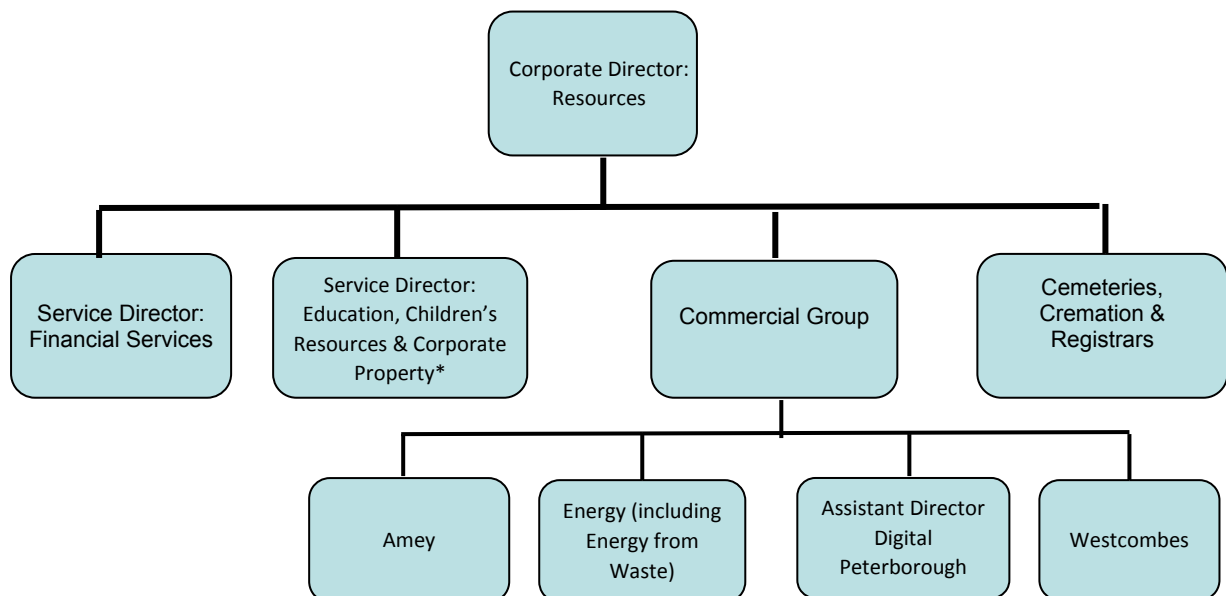 Corporate Director:
Resources
Service Director:
Financial Services
Service Director:
Education, Children’s
Resources & Corporate
Property*
Commercial Group
Cemeteries,
Cremation &
Registrars
Amey
Energy (including
Energy from
Waste)
Assistant Director
Digital
Peterborough
Westcombes